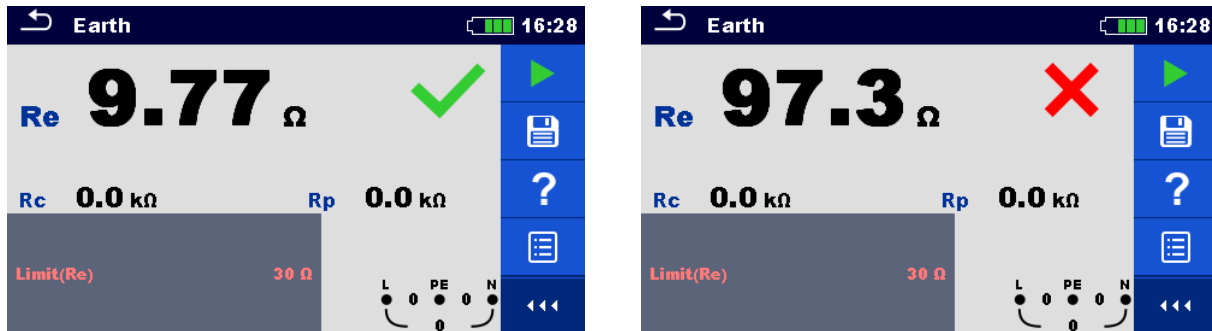 Earth 16:28
Re 9.77 Ω
Rc 0.0 kΩ Rp 0.0 kΩ
?
Limit(Re) 30 Ω
L PE N
0 0
0
Earth 16:28
Re 97.3 Ω
Rc 0.0 kΩ Rp 0.0 kΩ
?
Limit(Re) 30 Ω
L PE N
0 0
0